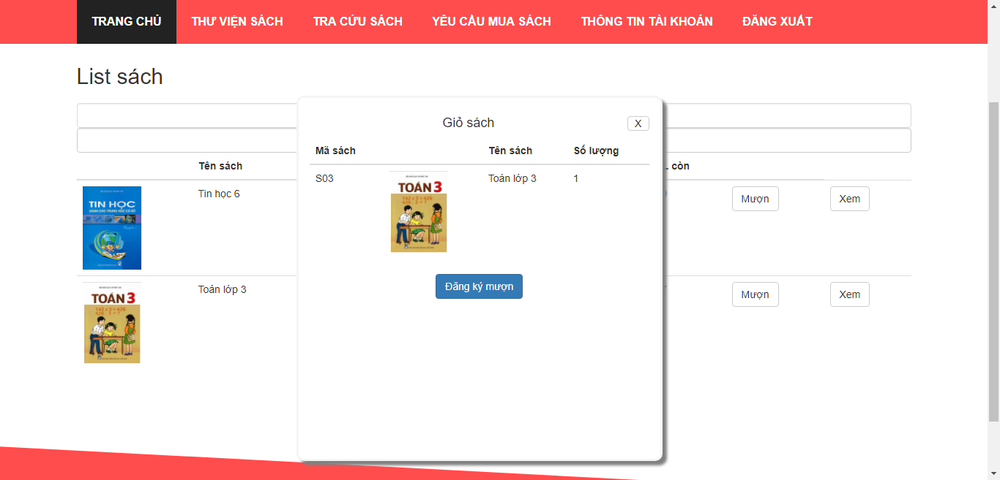 TRANG CHỦ THƯ VIỆN SÁCH TRA CỨU SÁCH YÊU CẦU MUA SÁCH THÔNG TIN TÀI KHOẢN ĐĂNG XUẤT
List sách
Giỏ sách X
Mã sách Tên sách Số lượng
S03 TOÁN 3 Toán lớp 3 1
142 x 3 = 426
426 : 3 = ?
Đăng ký mượn
Tên sách còn
TIN HỌC Tin học 6 Mượn Xem
DÀNH CHO TRUNG HỌC CƠ SỞ
TOÁN 3 Toán lớp 3 Mượn Xem
142 x 3 = 426
426 : 3 = ?